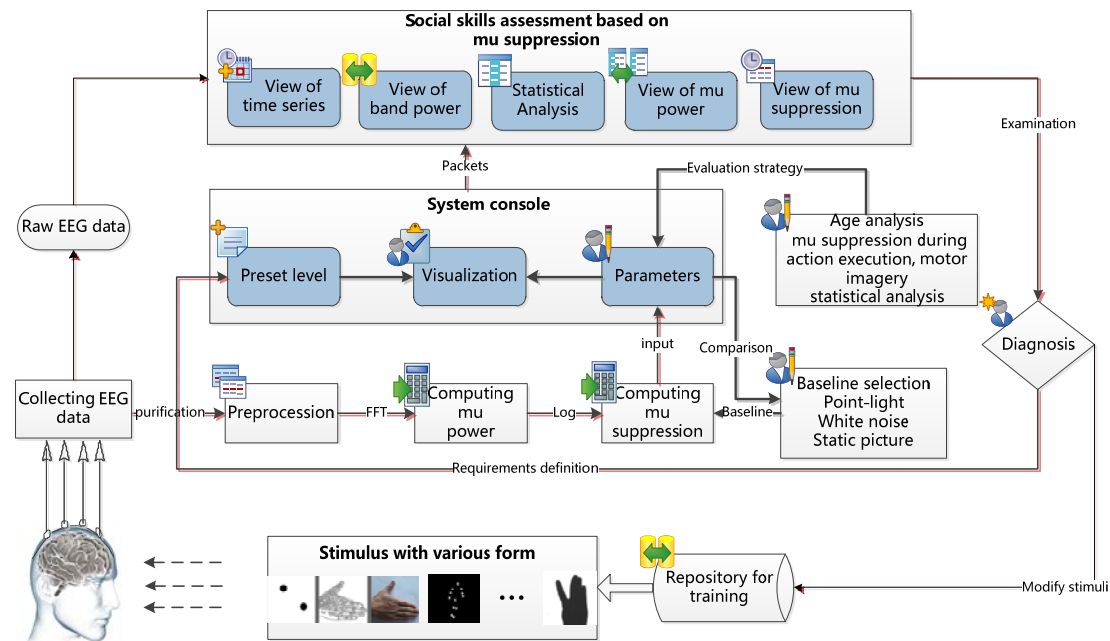 Social skills assessment based on
mu suppression
View of
time series
View of
band power
Statistical
Analysis
View of mu
power
View of mu
suppression
Examination
Packets
Evaluation strategy
System console
Raw EEG data
Age analysis
mu suppression during
action execution, motor
imagery
statistical analysis
Preset level
Visualization
Parameters
Diagnosis
input
Comparison
Collecting EEG
data
purification
Preprocession
FFT
Computing
mu
power
Log
Computing
mu
suppression
Baseline
Baseline selection
Point-light
White noise
Static picture
Requirements definition
Stimulus with various form
...
Repository for
training
Modify stimuli